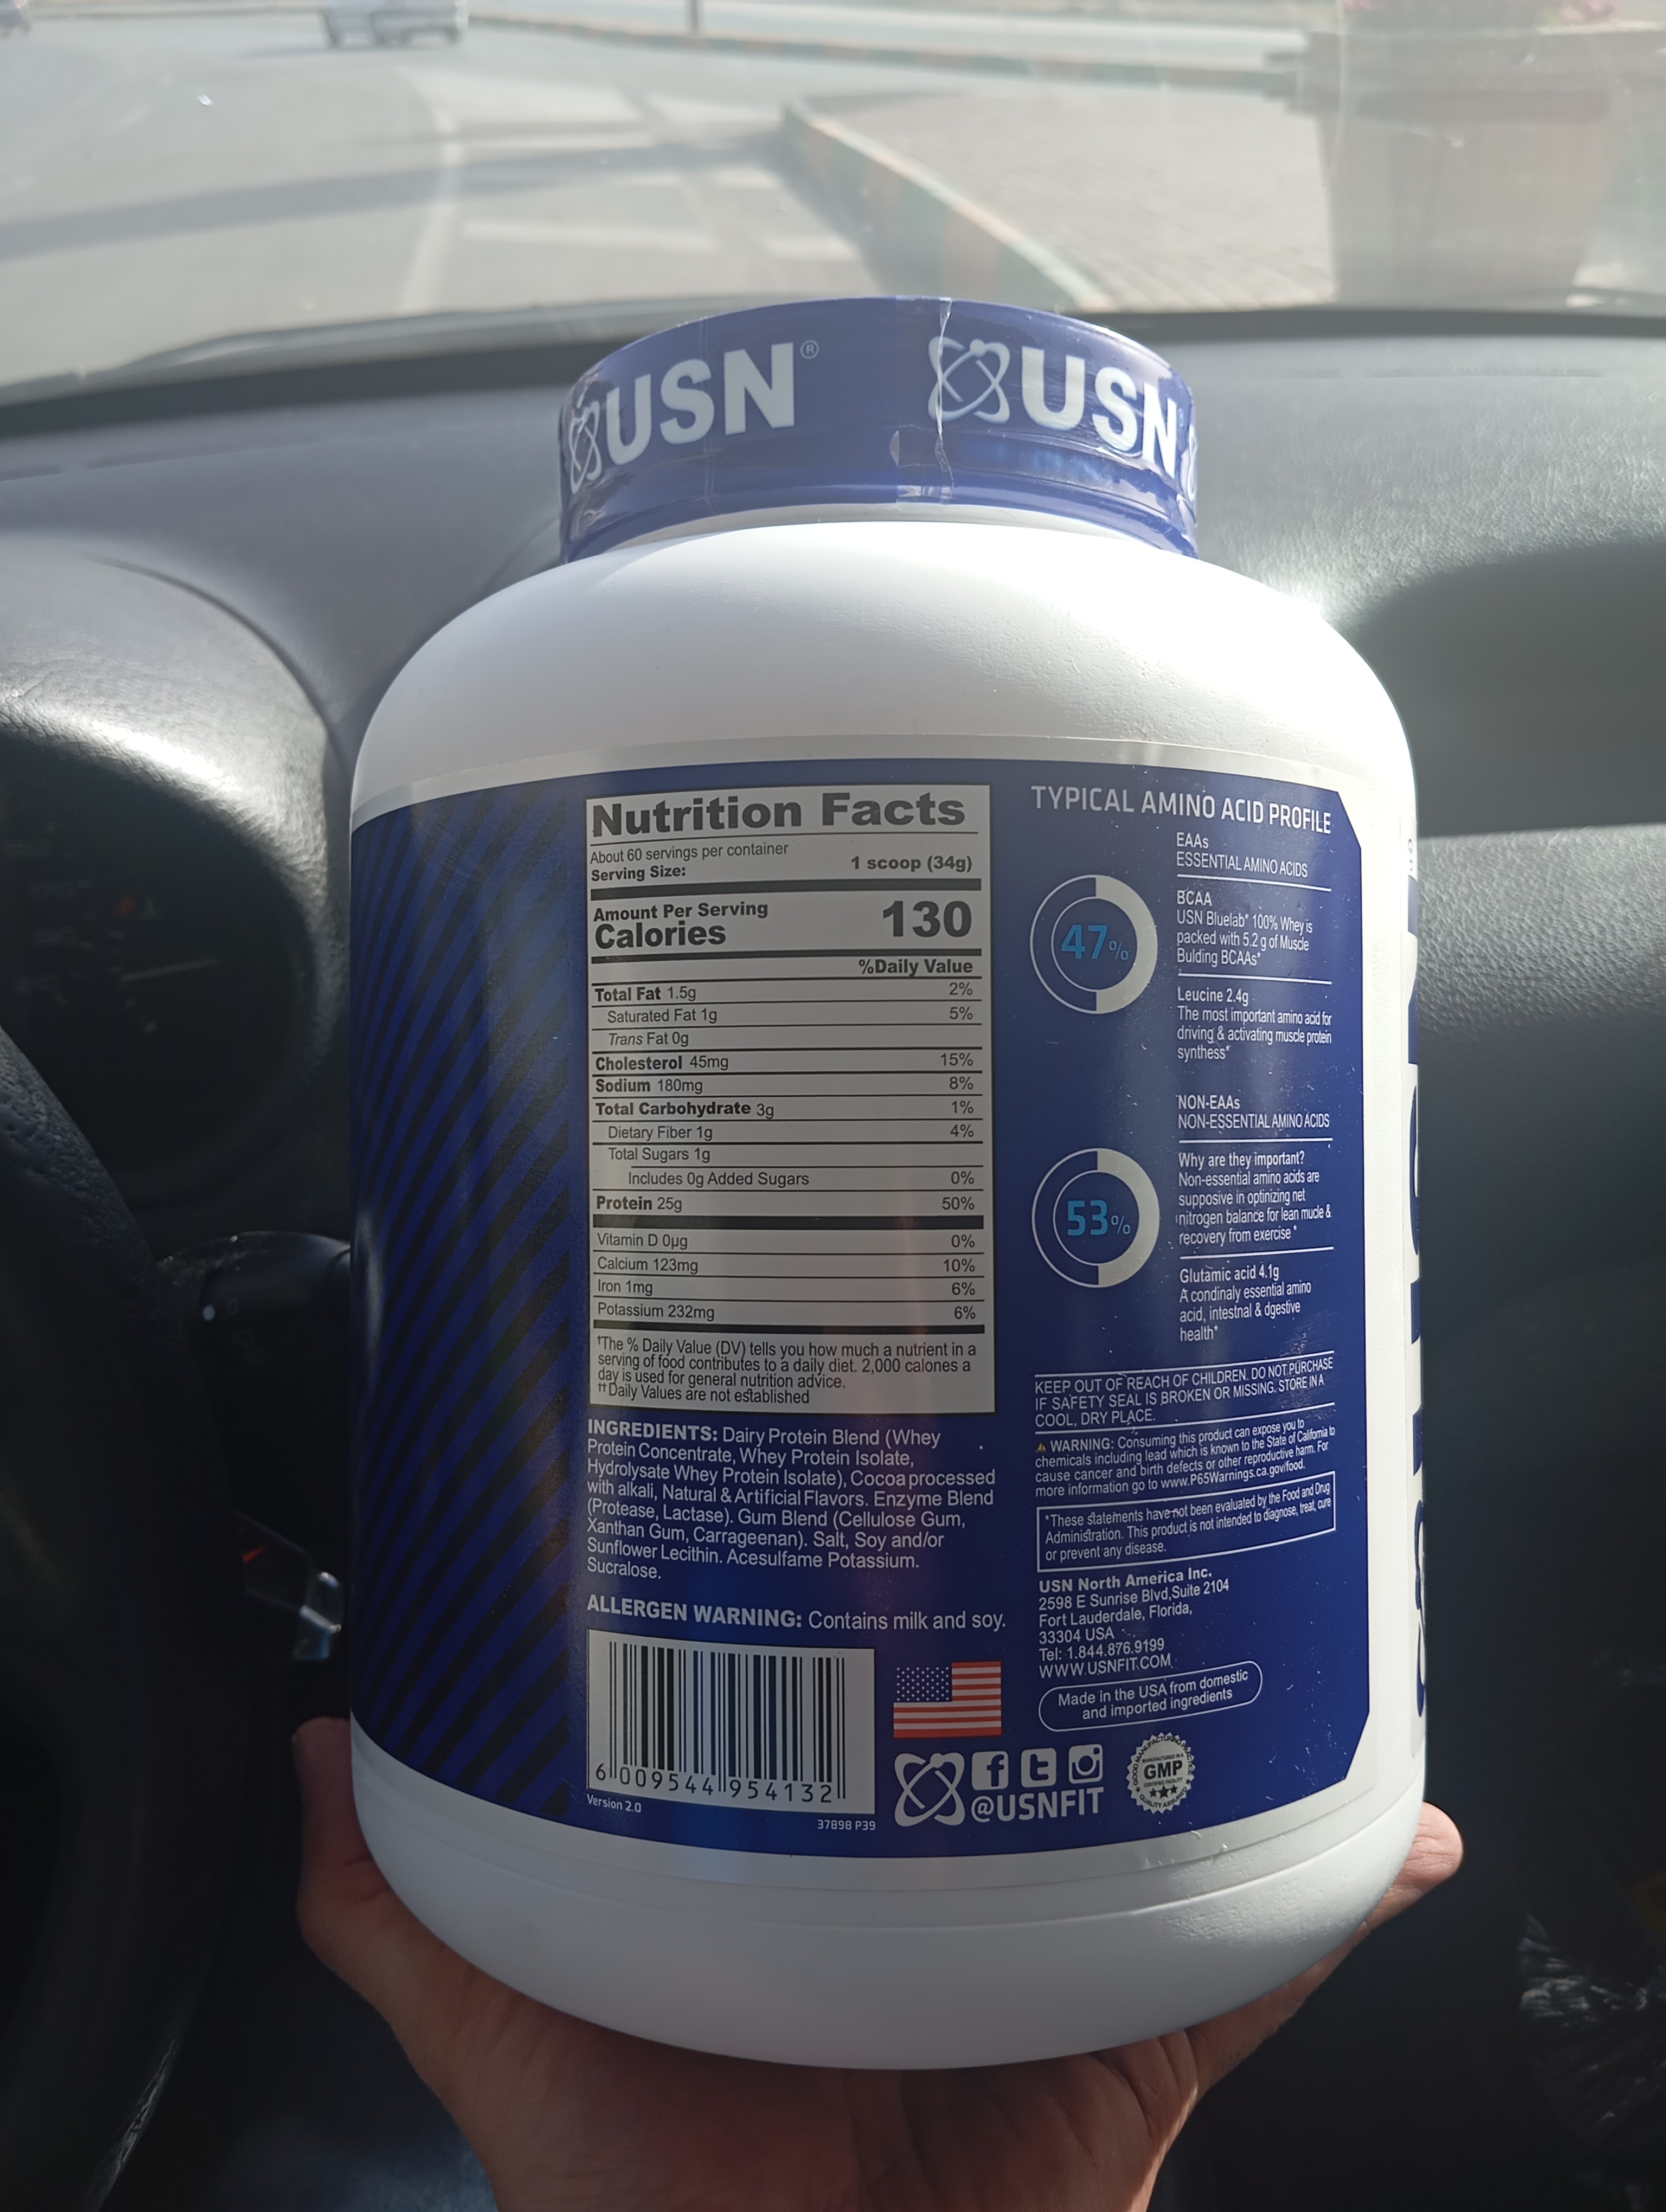 USN®
USN
Nutrition Facts
About 60 servings per container
Serving Size: 1 scoop (34g)
Amount Per Serving
Calories 130
%Daily Value
Total Fat 1.5g 2%
Saturated Fat 1g 5%
Trans Fat 0g
Cholesterol 45mg 15%
Sodium 180mg 8%
Total Carbohydrate 3g 1%
Dietary Fiber 1g 4%
Total Sugars 1g
Includes 0g Added Sugars 0%
Protein 25g 50%
Vitamin D 0μg 0%
Calcium 123mg 10%
Iron 1mg 6%
Potassium 232mg 6%
†The % Daily Value (DV) tells you how much a nutrient in a
serving of food contributes to a daily diet. 2,000 calones a
day is used for general nutrition advice.
††Daily Values are not established
INGREDIENTS: Dairy Protein Blend (Whey
Protein Concentrate, Whey Protein Isolate,
Hydrolysate Whey Protein Isolate), Cocoa processed
with alkali, Natural & Artificial Flavors. Enzyme Blend
(Protease, Lactase). Gum Blend (Cellulose Gum,
Xanthan Gum, Carrageenan). Salt, Soy and/or
Sunflower Lecithin. Acesulfame Potassium.
Sucralose.
ALLERGEN WARNING: Contains milk and soy.
6 009544 954132
Version 2.0
37898 P39
TYPICAL AMINO ACID PROFILE
EAAs
ESSENTIAL AMINO ACIDS
47%
BCAA
USN Bluelab* 100% Whey is
packed with 5.2 g of Muscle
Bulding BCAAs*
Leucine 2.4g
The most important amino acid for
driving & activating muscle protein
synthess*
NON-EAAs
NON-ESSENTIAL AMINO ACIDS
53%
Why are they important?
Non-essential amino acids are
supposive in optinizing net
nitrogen balance for lean mucle &
recovery from exercise*
Glutamic acid 4.1g
A condinaly essential amino
acid, intestnal & dgestive
health*
KEEP OUT OF REACH OF CHILDREN. DO NOT PURCHASE
IF SAFETY SEAL IS BROKEN OR MISSING. STORE IN A
COOL, DRY PLACE.
WARNING: Consuming this product can expose you to
chemicals including lead which is known to the State of California to
cause cancer and birth defects or other reproductive harm. For
more information go to www.P65Warnings.ca.gov/food.
*These statements have not been evaluated by the Food and Drug
Administration. This product is not intended to diagnose, treat, cure
or prevent any disease.
USN North America Inc.
2598 E Sunrise Blvd,Suite 2104
Fort Lauderdale, Florida,
33304 USA
Tel: 1.844.876.9199
WWW.USNFIT.COM
Made in the USA from domestic
and imported ingredients
@USNFIT
GMP